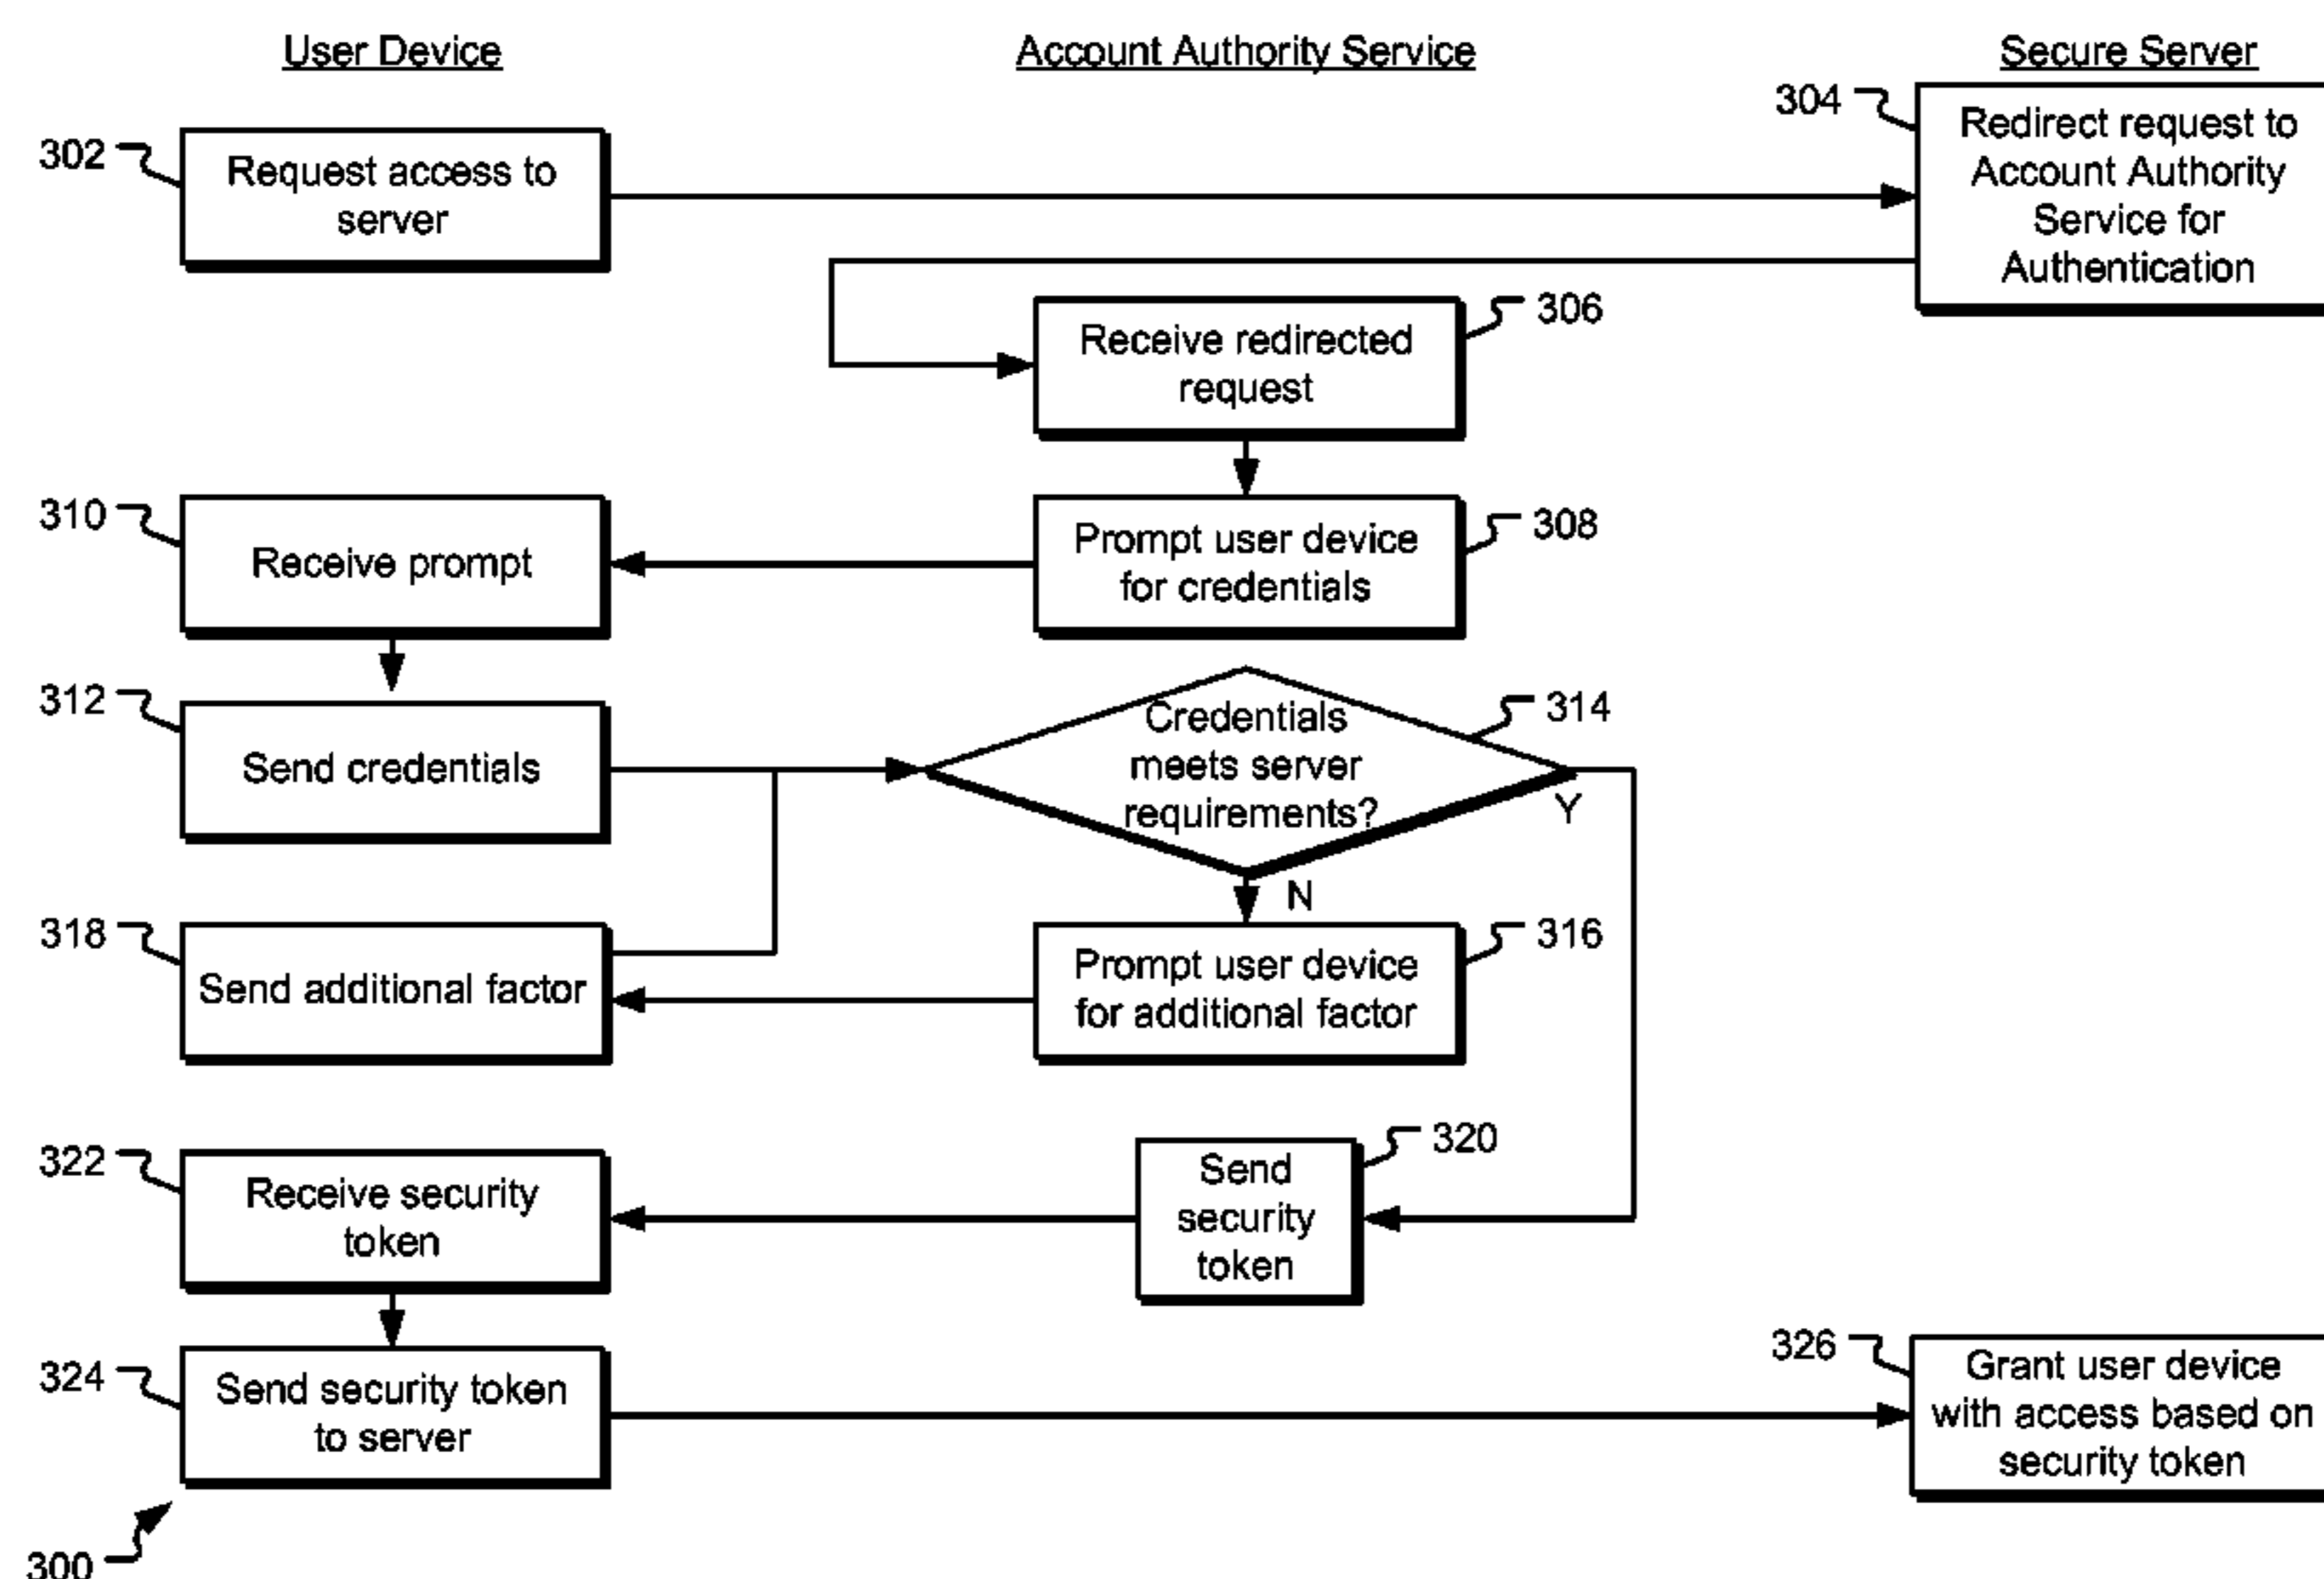 User Device
Account Authority Service
Secure Server
302
Request access to
server
304
Redirect request to
Account Authority
Service for
Authentication
306
Receive redirected
request
310
Receive prompt
308
Prompt user device
for credentials
312
Send credentials
314
Credentials
meets server
requirements?
Y
N
318
Send additional factor
316
Prompt user device
for additional factor
322
Receive security
token
320
Send
security
token
324
Send security token
to server
326
Grant user device
with access based on
security token
300